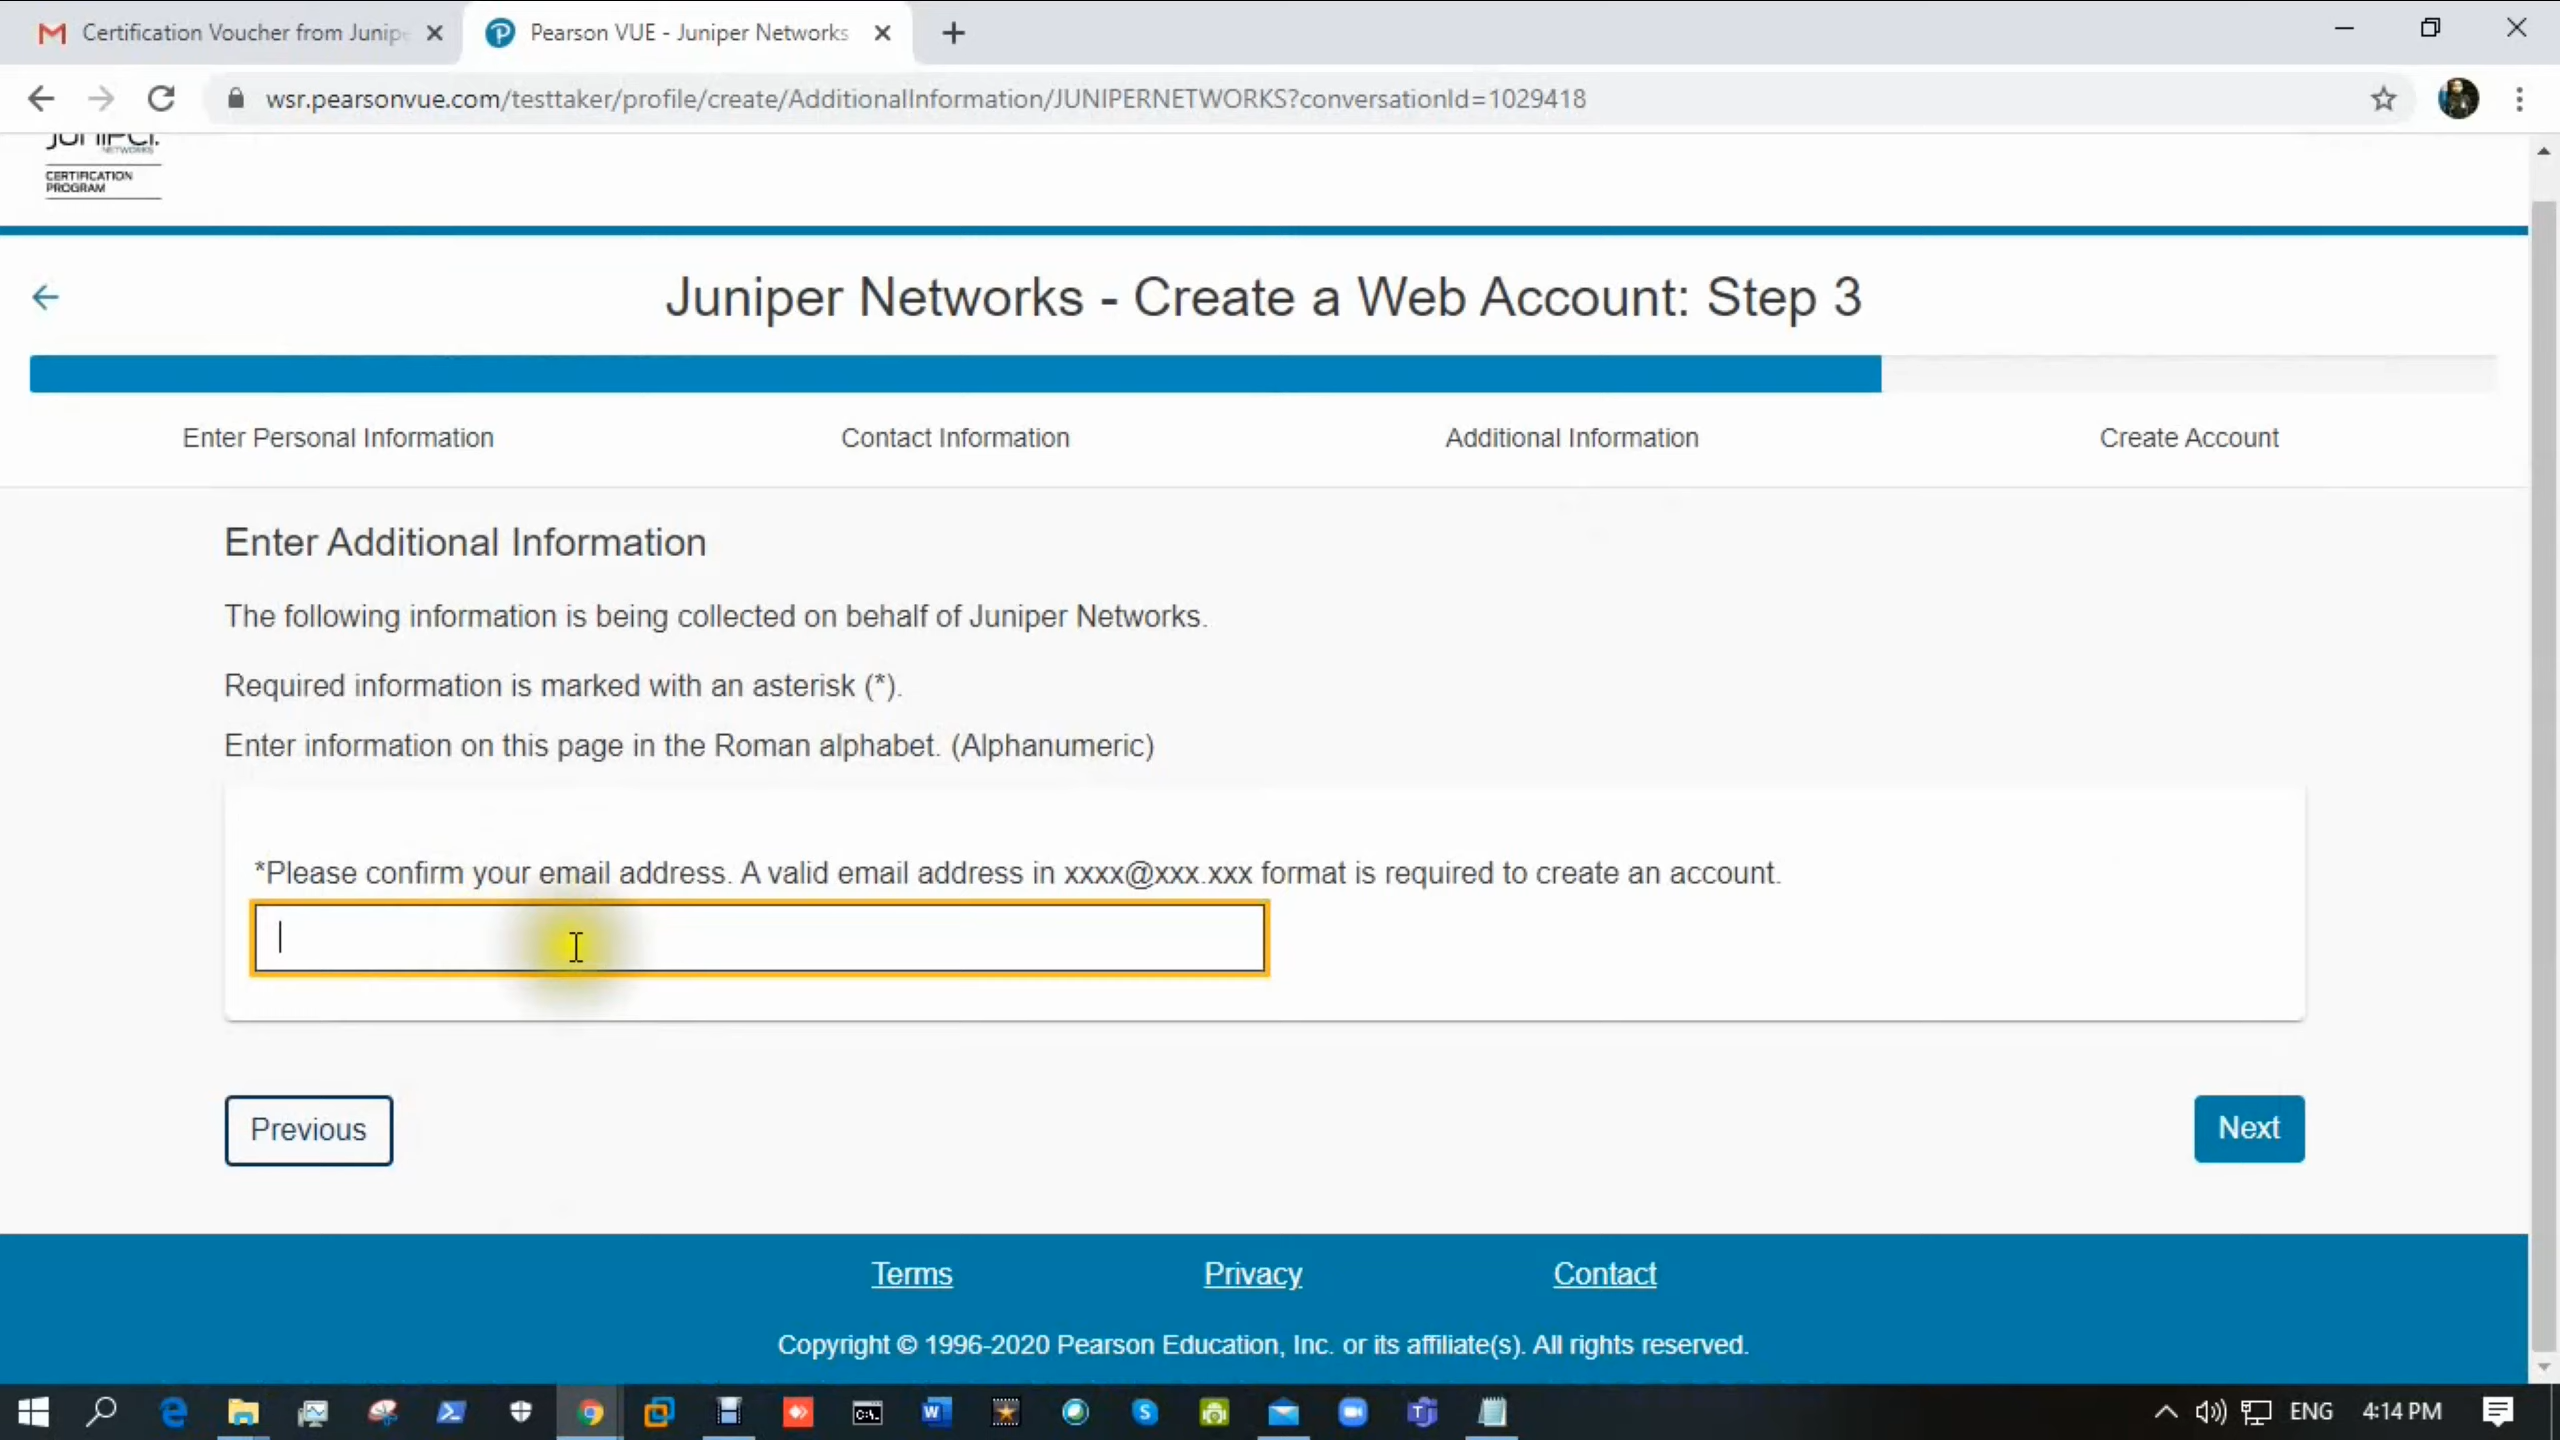 Certification Voucher from Junip
Pearson VUE - Juniper Networks
wsr.pearsonvue.com/testtaker/profile/create/AdditionalInformation/JUNIPERNETWORKS?conversationId=1029418
NETWORKS
CERTIFICATION
PROGRAM
Juniper Networks - Create a Web Account: Step 3
Enter Personal Information
Contact Information
Additional Information
Create Account
Enter Additional Information
The following information is being collected on behalf of Juniper Networks.
Required information is marked with an asterisk (*).
Enter information on this page in the Roman alphabet. (Alphanumeric)
*Please confirm your email address. A valid email address in xxxx@xxx.xxx format is required to create an account.
Previous
Next
Terms
Privacy
Contact
Copyright © 1996-2020 Pearson Education, Inc. or its affiliate(s). All rights reserved.
ENG
4:14 PM